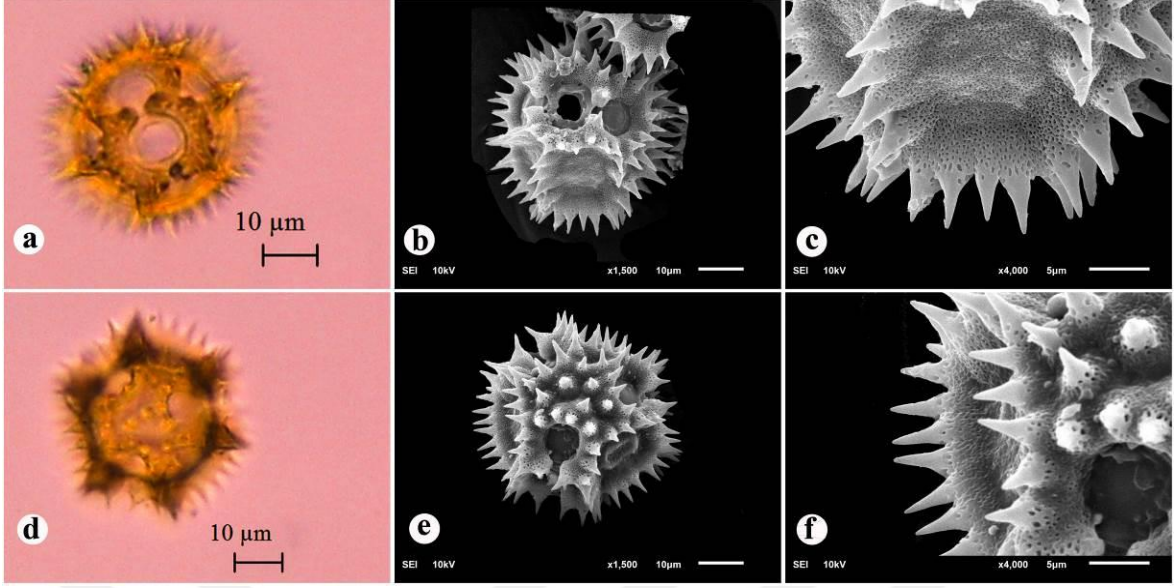 10 µm
a
b
SEI 10kV x1,500 10µm
c
SEI 10kV x4,000 5µm
10 µm
d
e
SEI 10kV x1,500 10µm
f
SEI 10kV x4,000 5µm